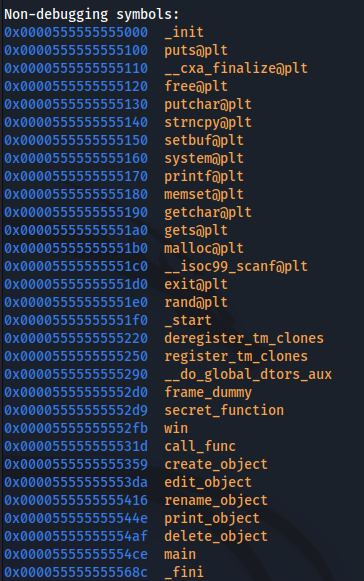 Non-debugging symbols:
0x0000555555555000 _init
0x0000555555555100 puts@plt
0x0000555555555110 __cxa_finalize@plt
0x0000555555555120 free@plt
0x0000555555555130 putchar@plt
0x0000555555555140 strncpy@plt
0x0000555555555150 setbuf@plt
0x0000555555555160 system@plt
0x0000555555555170 printf@plt
0x0000555555555180 memset@plt
0x0000555555555190 getchar@plt
0x00005555555551a0 gets@plt
0x00005555555551b0 malloc@plt
0x00005555555551c0 __isoc99_scanf@plt
0x00005555555551d0 exit@plt
0x00005555555551e0 rand@plt
0x00005555555551f0 _start
0x0000555555555220 deregister_tm_clones
0x0000555555555250 register_tm_clones
0x0000555555555290 __do_global_dtors_aux
0x00005555555552d0 frame_dummy
0x00005555555552d9 secret_function
0x00005555555552fb win
0x000055555555531d call_func
0x0000555555555359 create_object
0x00005555555553da edit_object
0x0000555555555416 rename_object
0x000055555555544e print_object
0x00005555555554af delete_object
0x00005555555554ce main
0x000055555555568c _fini